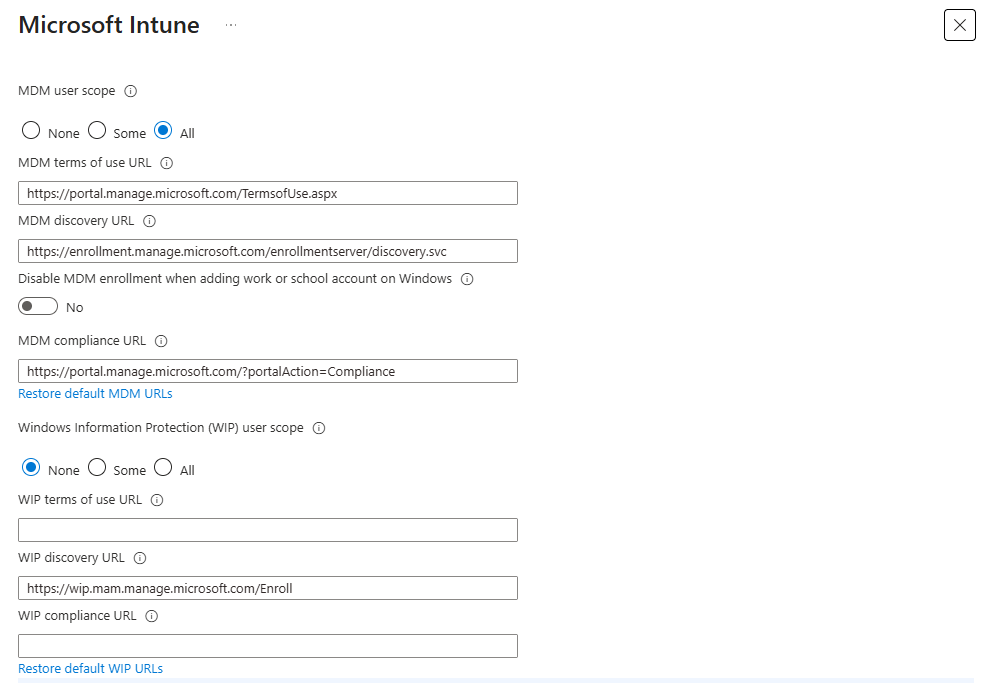 Microsoft Intune ...
MDM user scope
None Some All
MDM terms of use URL
https://portal.manage.microsoft.com/TermsofUse.aspx
MDM discovery URL
https://enrollment.manage.microsoft.com/enrollmentserver/discovery.svc
Disable MDM enrollment when adding work or school account on Windows
No
MDM compliance URL
https://portal.manage.microsoft.com/?portalAction=Compliance
Restore default MDM URLs
Windows Information Protection (WIP) user scope
None Some All
WIP terms of use URL
WIP discovery URL
https://wip.mam.manage.microsoft.com/Enroll
WIP compliance URL
Restore default WIP URLs